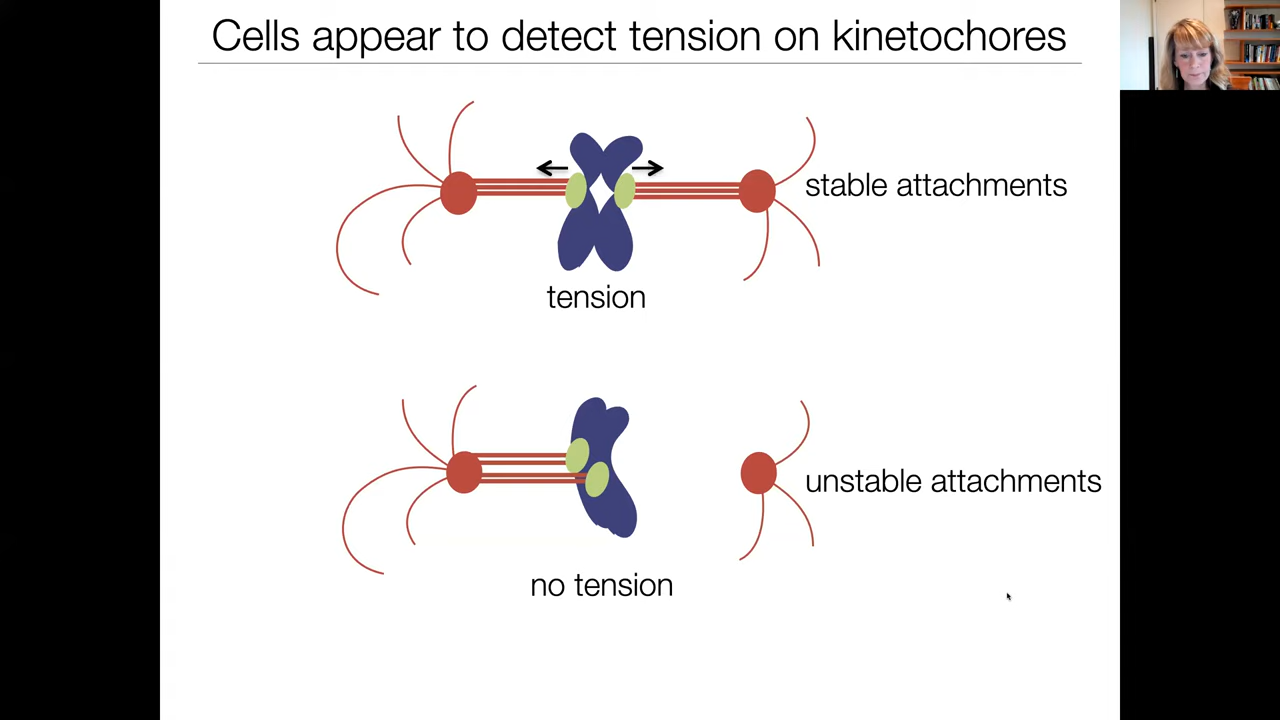 Cells appear to detect tension on kinetochores
stable attachments
tension
unstable attachments
no tension